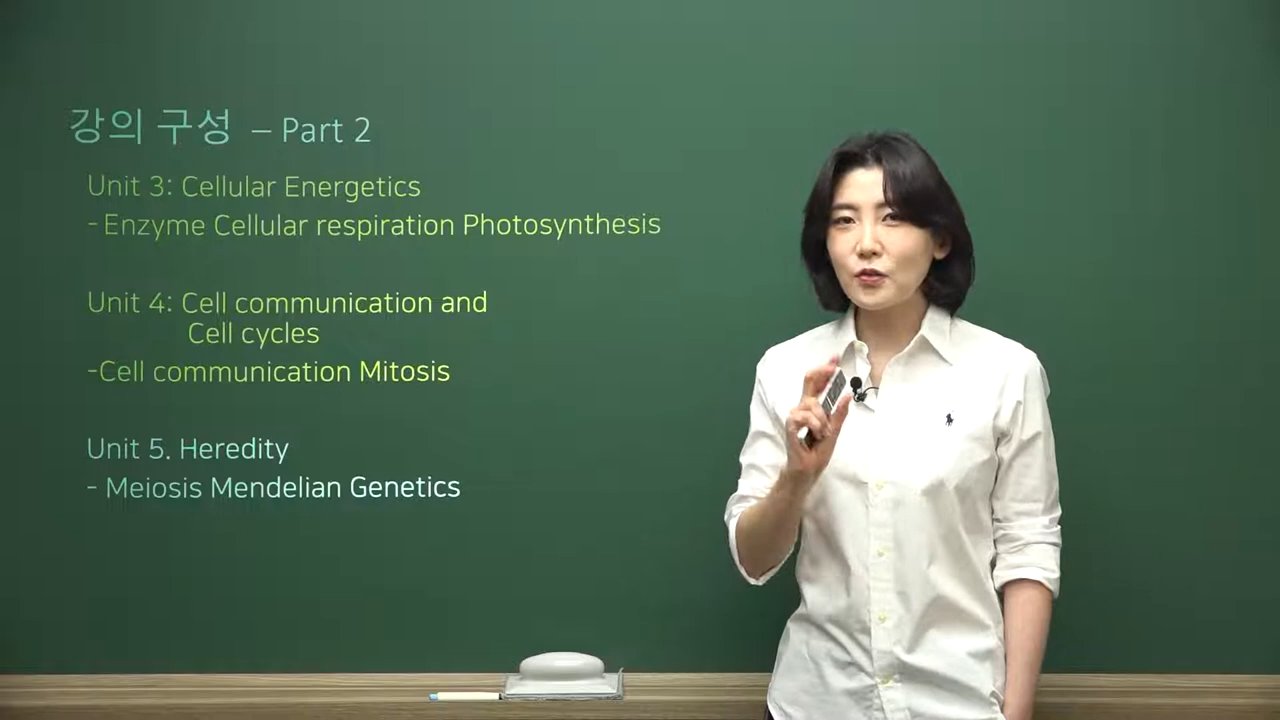 강의 구성 – Part 2
Unit 3: Cellular Energetics
- Enzyme Cellular respiration Photosynthesis
Unit 4: Cell communication and
Cell cycles
-Cell communication Mitosis
Unit 5. Heredity
- Meiosis Mendelian Genetics